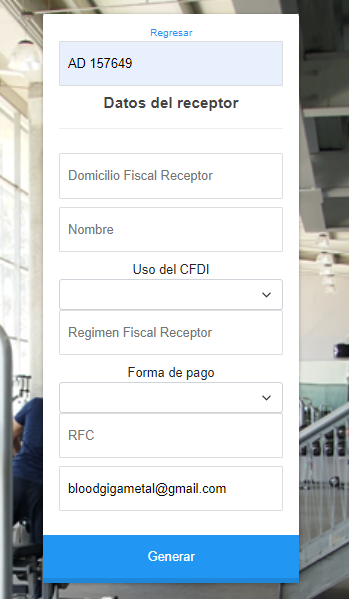 Regresar
AD 157649
Datos del receptor
Domicilio Fiscal Receptor
Nombre
Uso del CFDI
Regimen Fiscal Receptor
Forma de pago
RFC
bloodgigametal@gmail.com
Generar